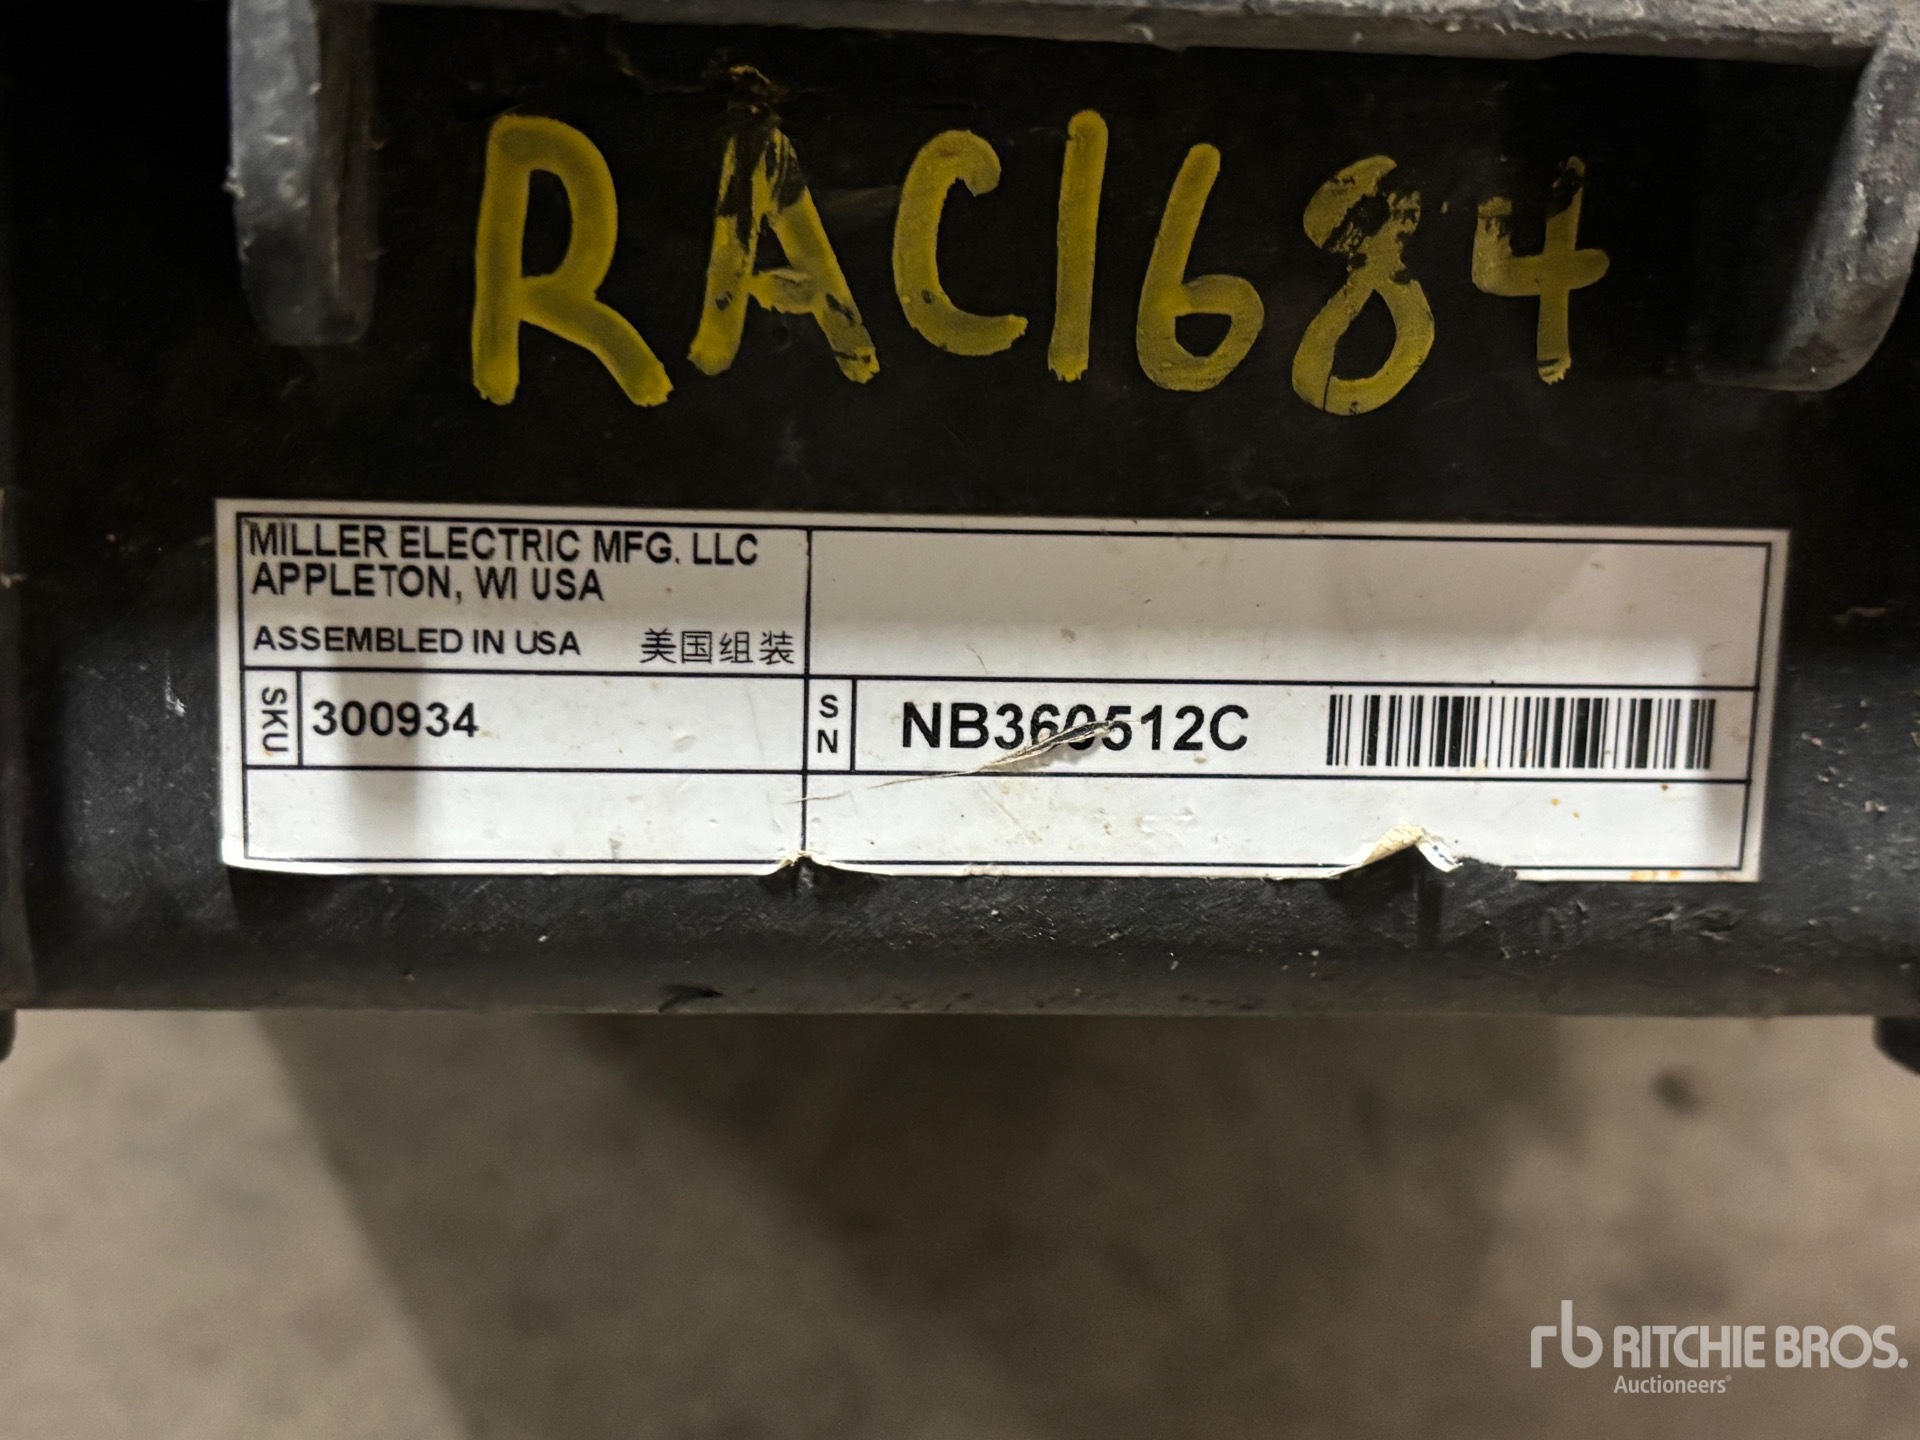 RAC1684
MILLER ELECTRIC MFG. LLC
APPLETON, WI USA
ASSEMBLED IN USA 美国组装
SKU 300934 SN NB360512C
rb RITCHIE BROS.
Auctioneers